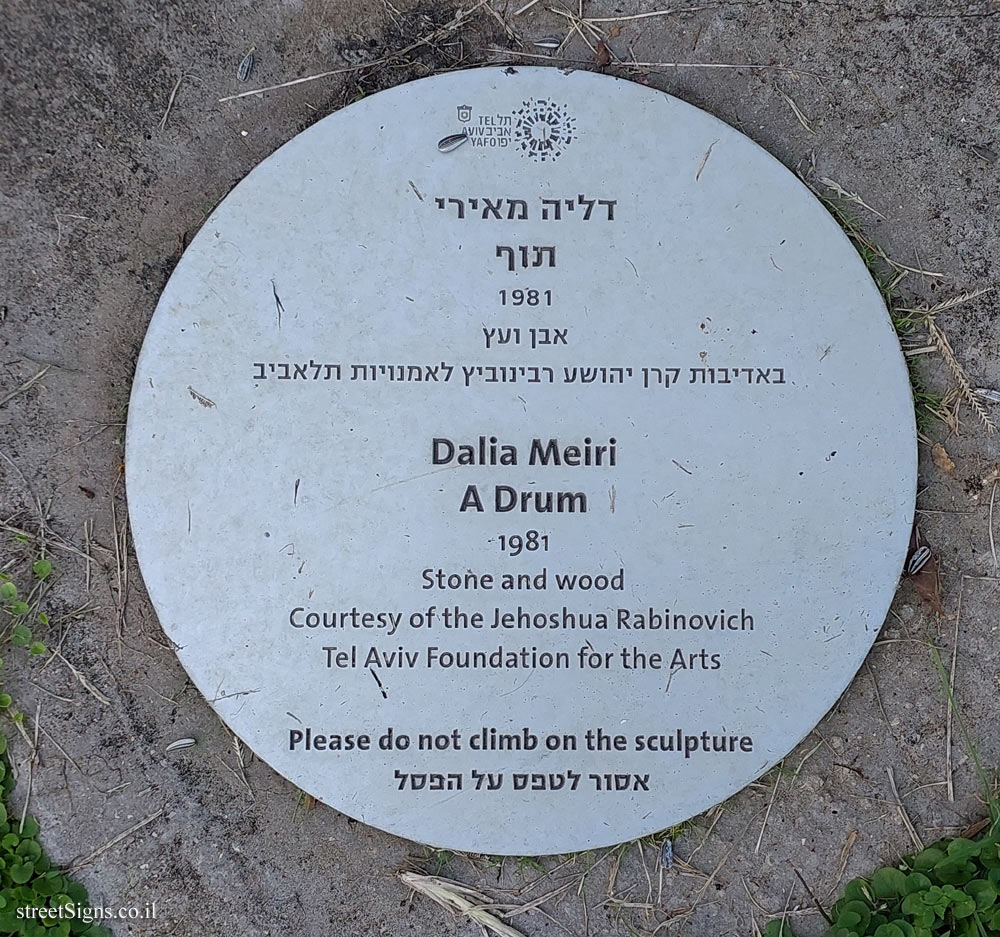 TEL תל
AVIV אביב
YAFO יפו
דליה מאירי
תוף
1981
אבן ועץ
באדיבות קרן יהושע רבינוביץ לאמנויות תלאביב
Dalia Meiri
A Drum
1981
Stone and wood
Courtesy of the Jehoshua Rabinovich
Tel Aviv Foundation for the Arts
Please do not climb on the sculpture
אסור לטפס על הפסל
streetSigns.co.il